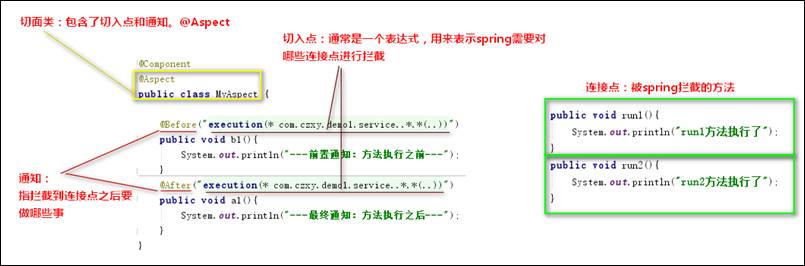 切面类：包含了切入点和通知。@Aspect
切入点：通常是一个表达式，用来表示spring需要对
哪些连接点进行拦截
@Component
@Aspect
public class MyAspect {
@Before("execution(* com.czxy.demo1.service..*.*(..))")
public void b1(){
System.out.println("---前置通知：方法执行之前---");
}
@After("execution(* com.czxy.demo1.service..*.*(..))")
public void a1(){
System.out.println("---最终通知：方法执行之后---");
}
}
通知：
指拦截到连接点之后要
做哪些事
连接点：被spring拦截的方法
public void run1(){
System.out.println("run1方法执行了");
}
public void run2(){
System.out.println("run2方法执行了");
}